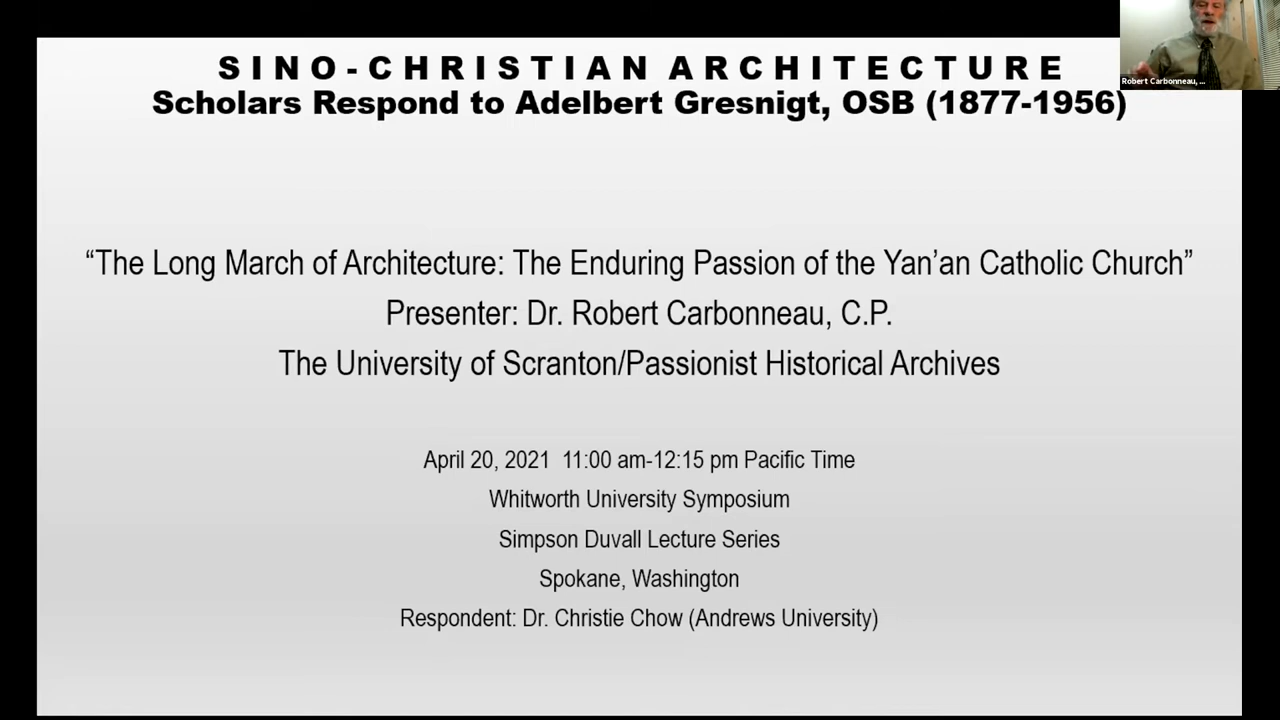 SINO-CHRISTIAN ARCHITECTURE
Scholars Respond to Adelbert Gresnigt, OSB (1877-1956)
Robert Carbonneau, ...
“The Long March of Architecture: The Enduring Passion of the Yan’an Catholic Church”
Presenter: Dr. Robert Carbonneau, C.P.
The University of Scranton/Passionist Historical Archives
April 20, 2021 11:00 am-12:15 pm Pacific Time
Whitworth University Symposium
Simpson Duvall Lecture Series
Spokane, Washington
Respondent: Dr. Christie Chow (Andrews University)